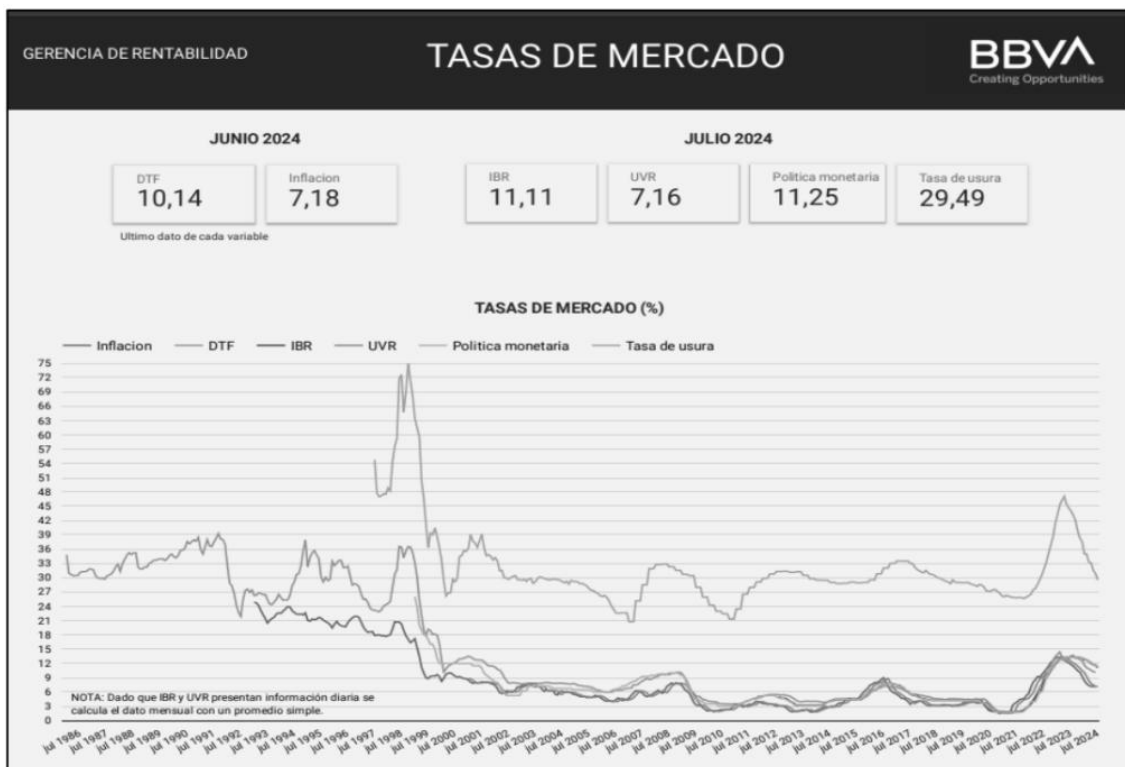 GERENCIA DE RENTABILIDAD
TASAS DE MERCADO
BBVA
Creating Opportunities
JUNIO 2024
JULIO 2024
DTF
10,14
Inflacion
7,18
IBR
11,11
UVR
7,16
Politica monetaria
11,25
Tasa de usura
29,49
Ultimo dato de cada variable
TASAS DE MERCADO (%)
Inflacion DTF IBR UVR Politica monetaria Tasa de usura
75
72
69
66
63
60
57
54
51
48
45
42
39
36
33
30
27
24
21
18
15
12
9
6
3
0
NOTA: Dado que IBR y UVR presentan información diaria se
calcula el dato mensual con un promedio simple.
jul 1986
jul 1987
jul 1988
jul 1989
jul 1990
jul 1991
jul 1992
jul 1993
jul 1994
jul 1995
jul 1996
jul 1997
jul 1998
jul 1999
jul 2000
jul 2001
jul 2002
jul 2003
jul 2004
jul 2005
jul 2006
jul 2007
jul 2008
jul 2009
jul 2010
jul 2011
jul 2012
jul 2013
jul 2014
jul 2015
jul 2016
jul 2017
jul 2018
jul 2019
jul 2020
jul 2021
jul 2022
jul 2023
jul 2024